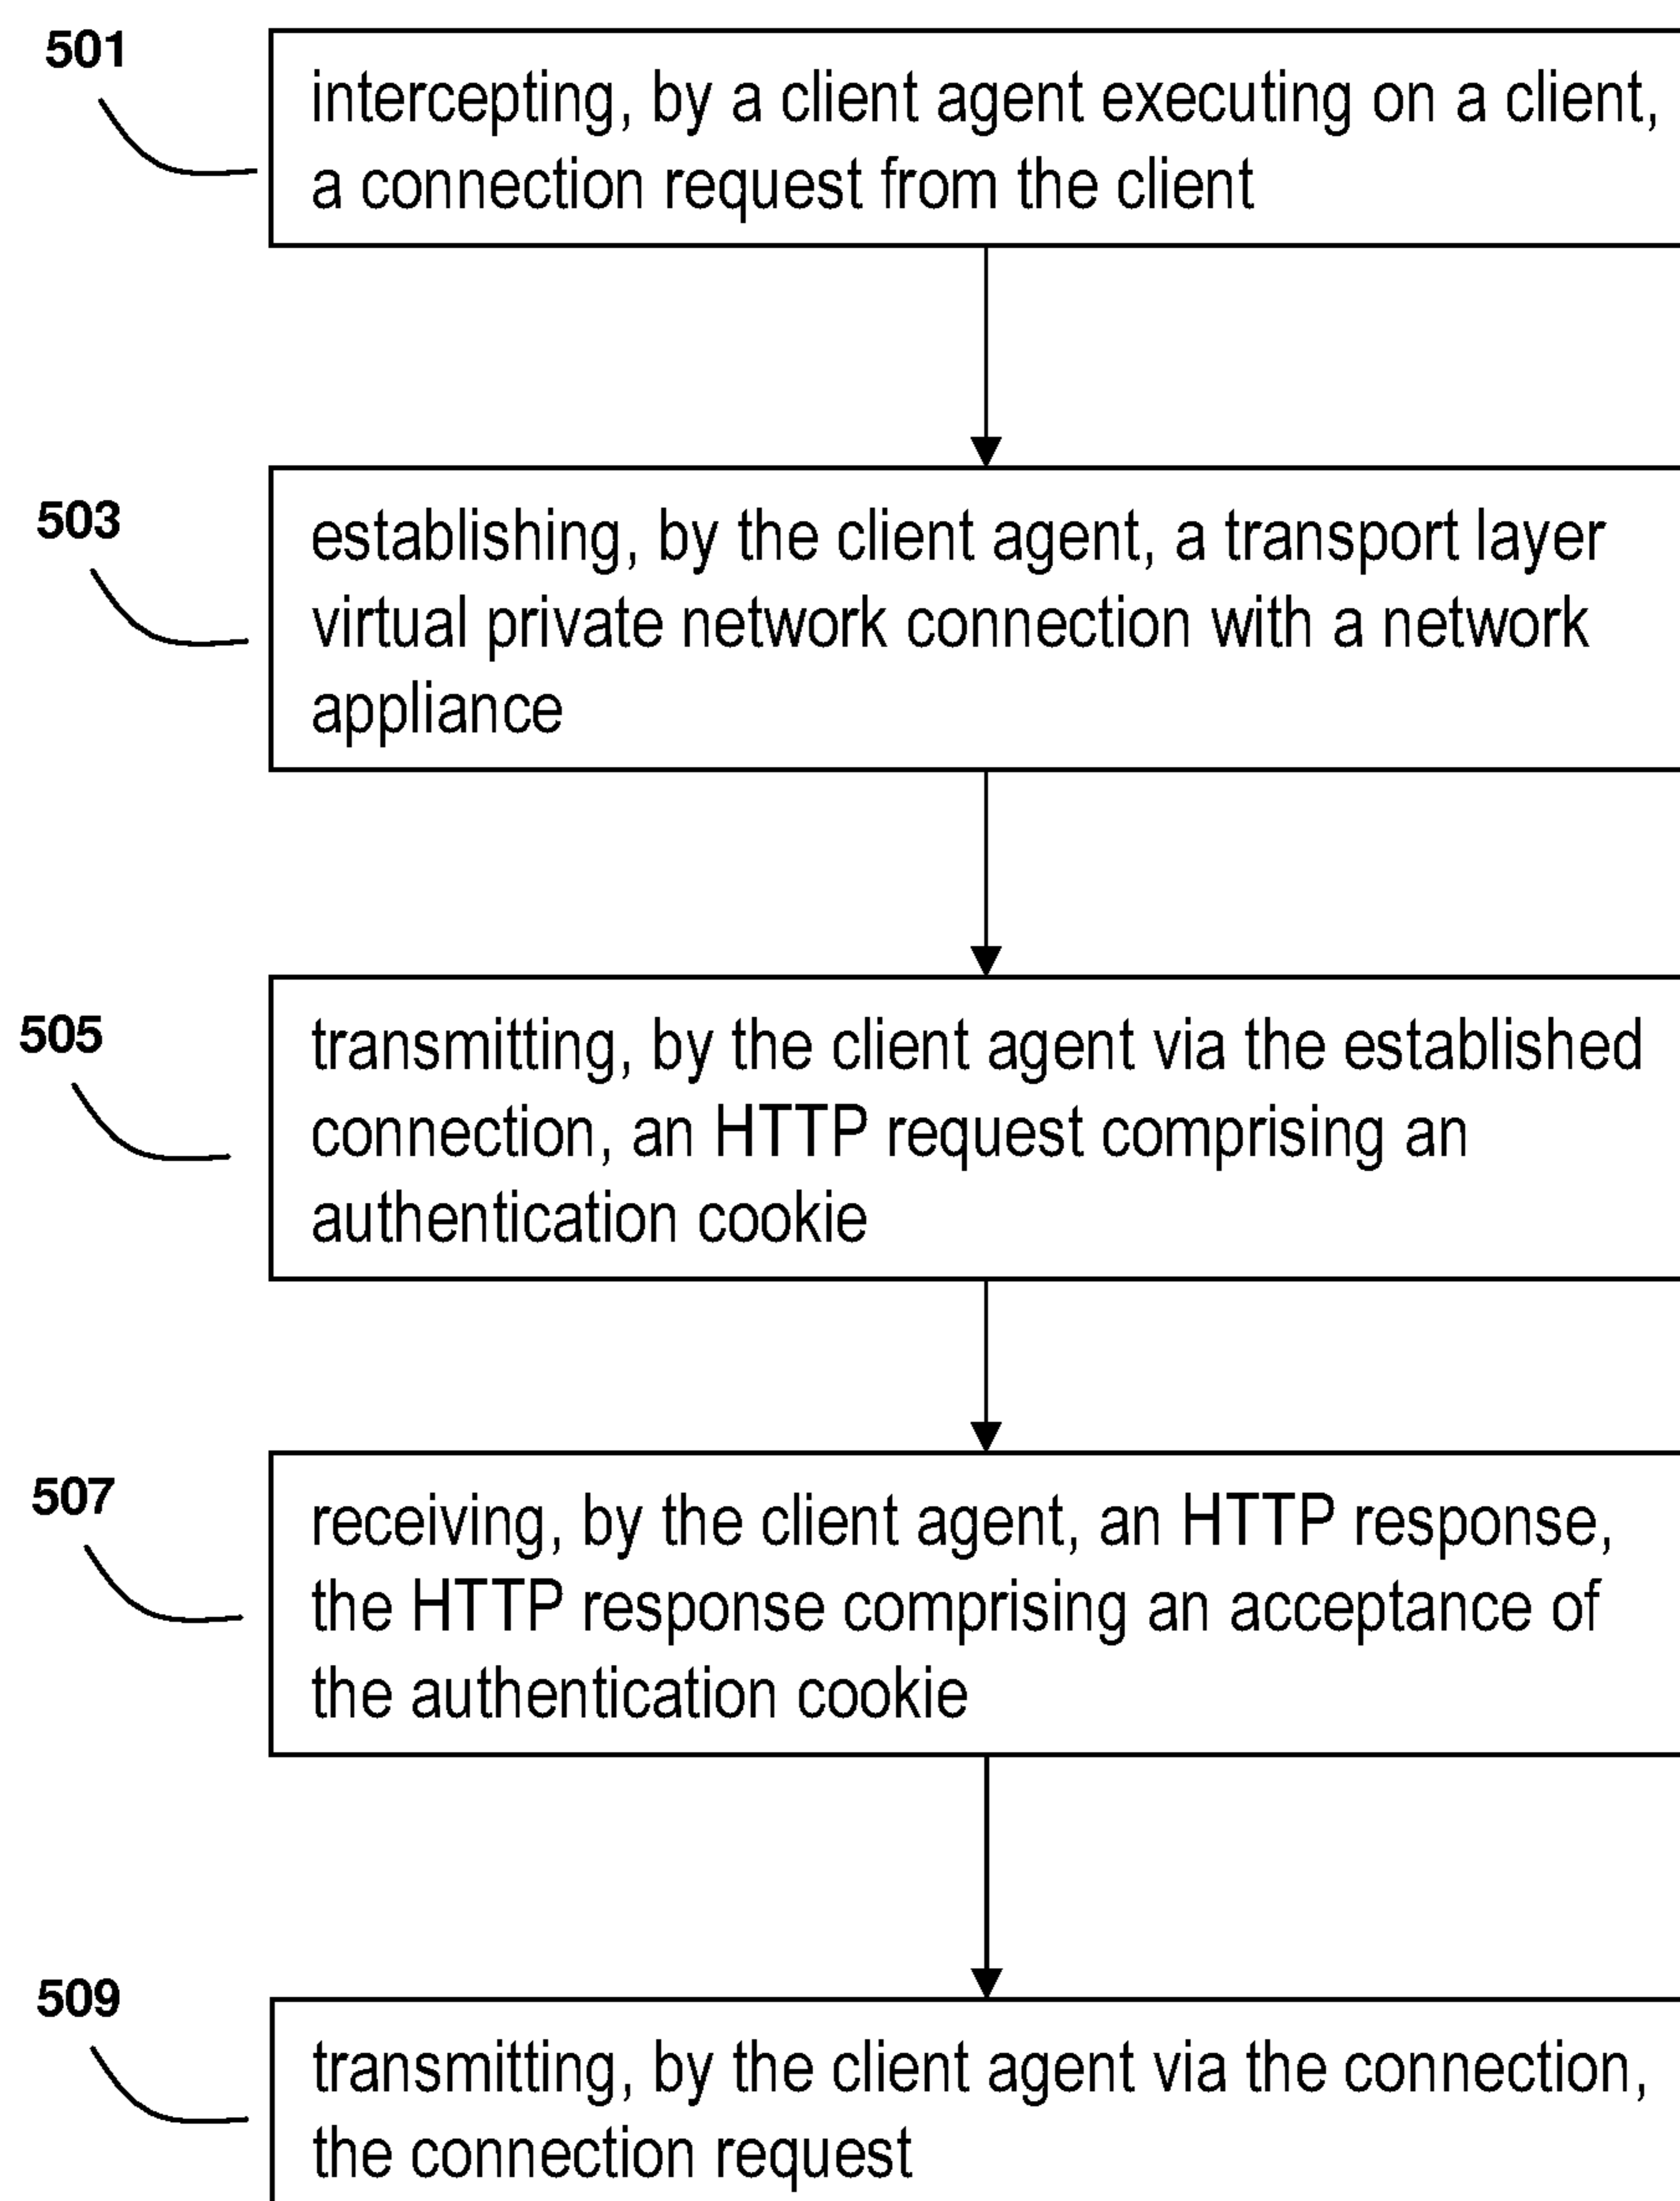 501
intercepting, by a client agent executing on a client,
a connection request from the client
503
establishing, by the client agent, a transport layer
virtual private network connection with a network
appliance
505
transmitting, by the client agent via the established
connection, an HTTP request comprising an
authentication cookie
507
receiving, by the client agent, an HTTP response,
the HTTP response comprising an acceptance of
the authentication cookie
509
transmitting, by the client agent via the connection,
the connection request